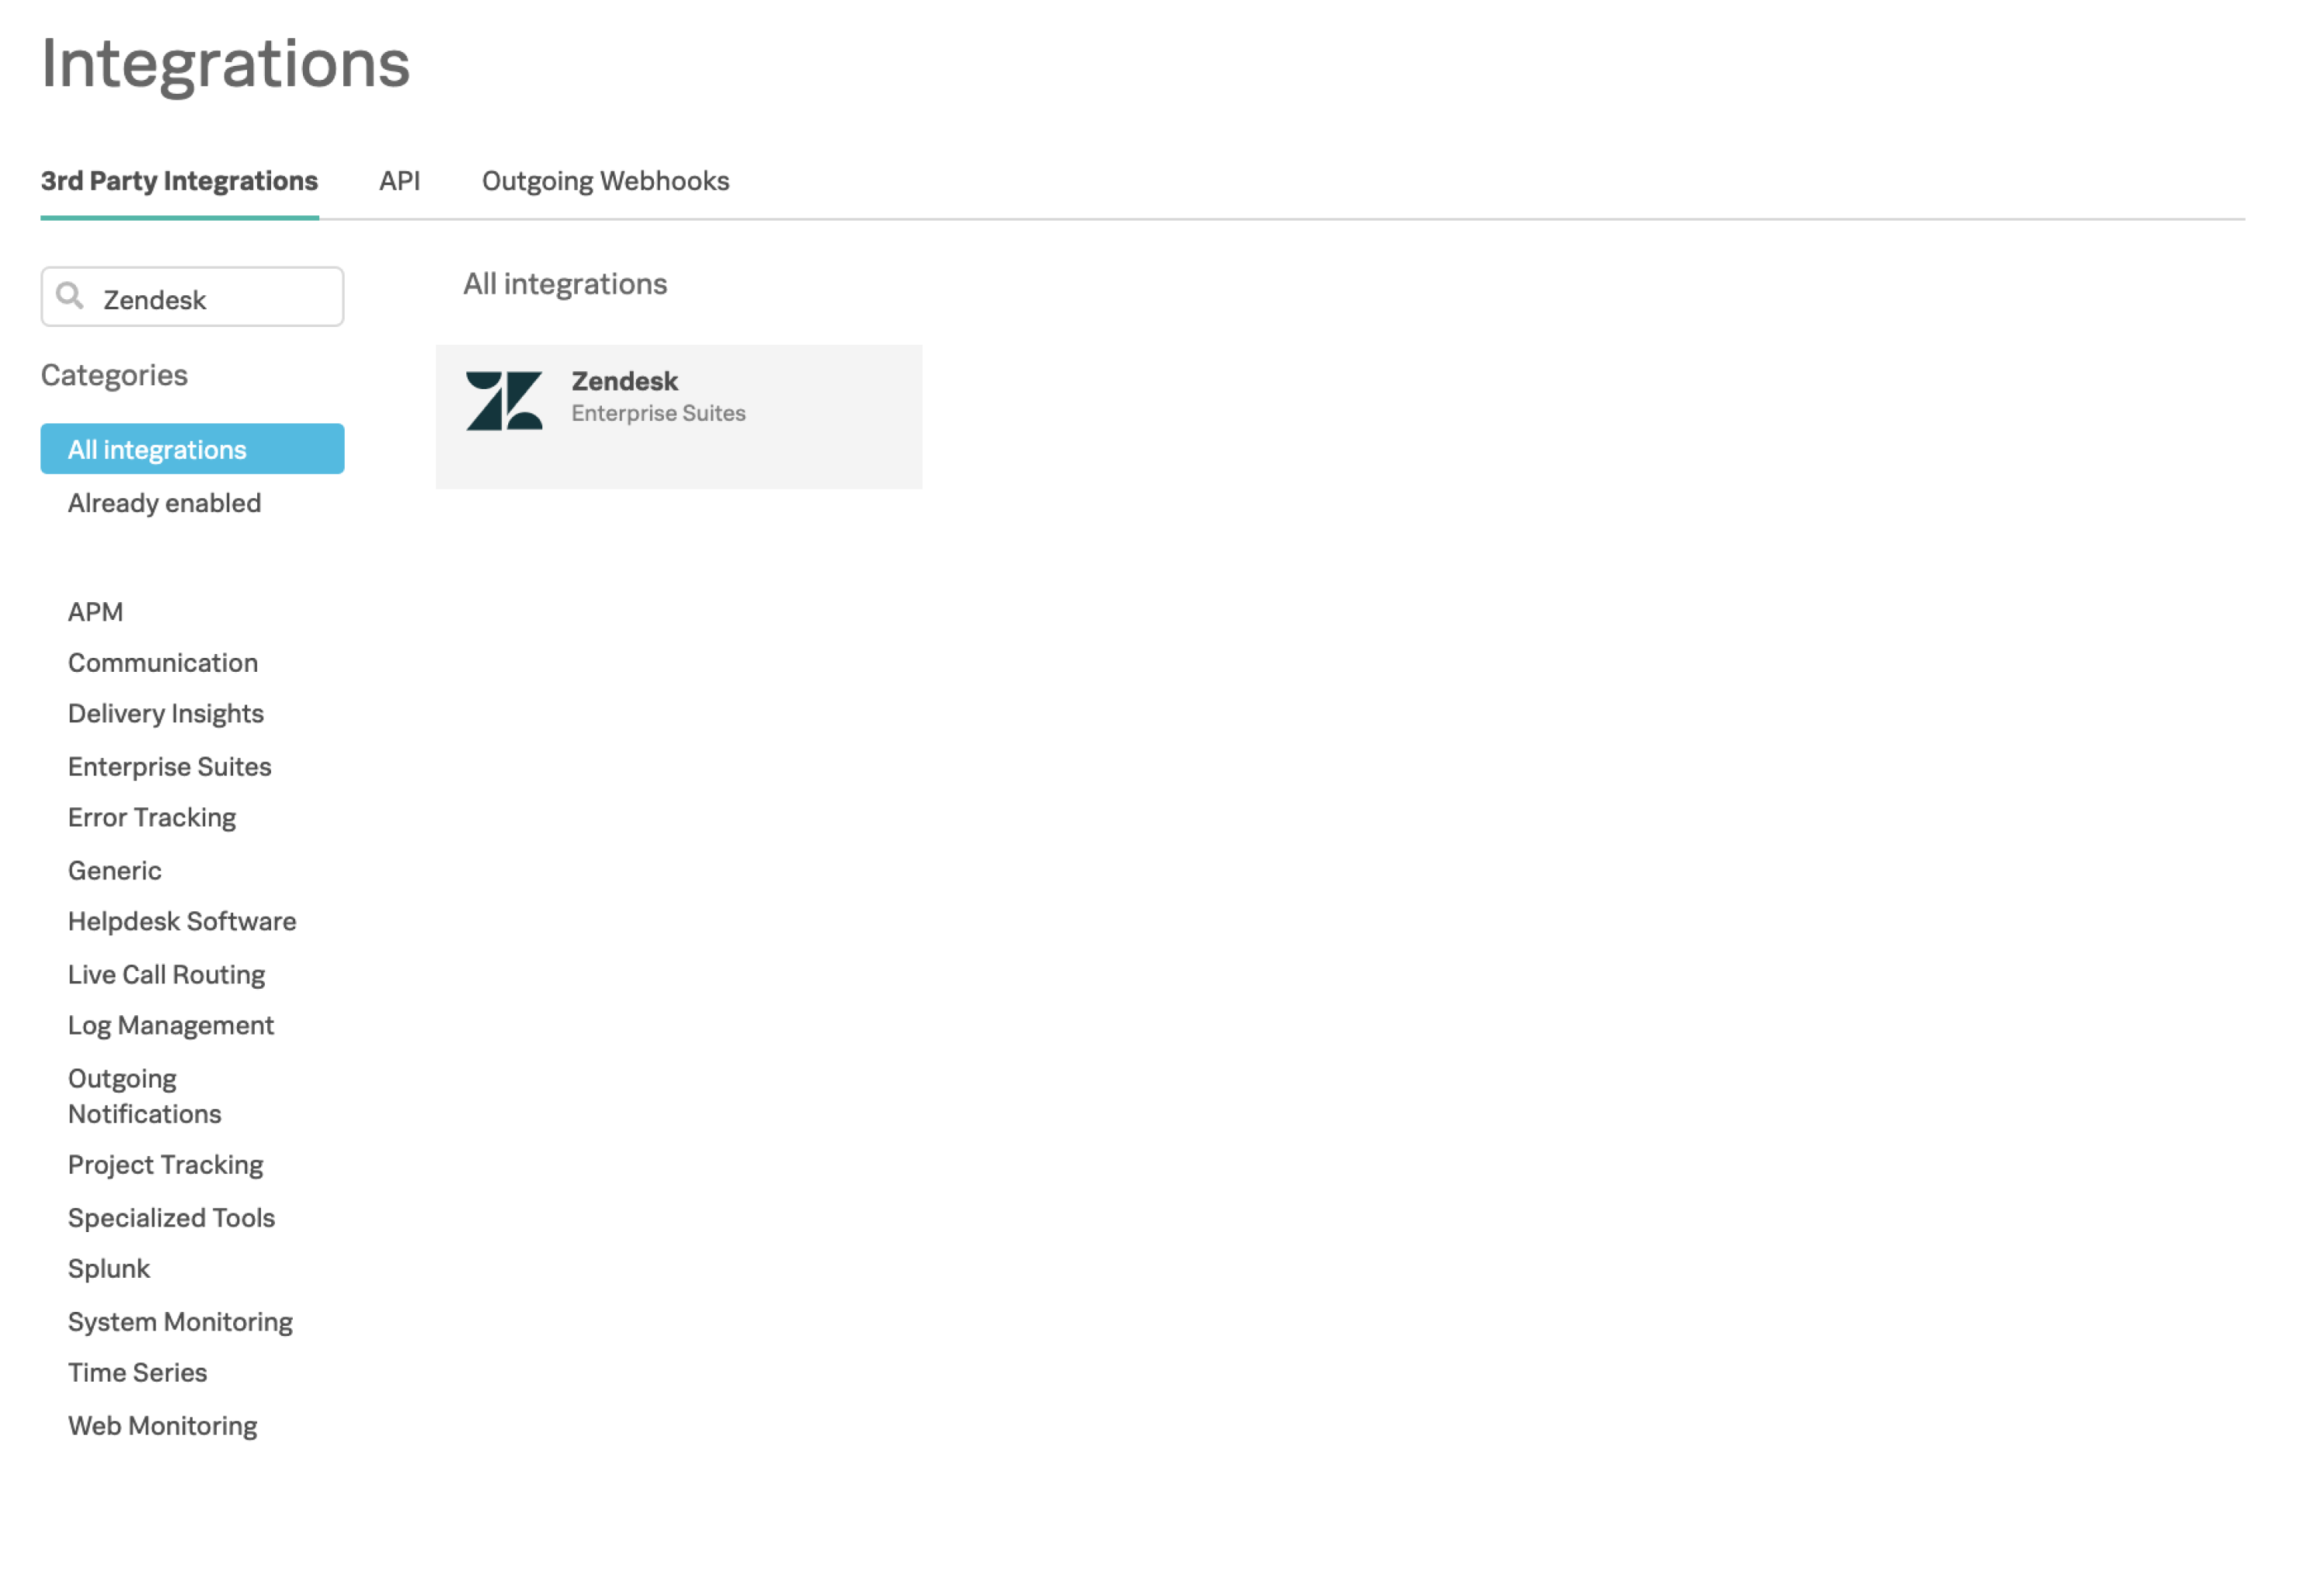 Integrations
3rd Party Integrations
API
Outgoing Webhooks
Zendesk
Categories
All integrations
Already enabled
APM
Communication
Delivery Insights
Enterprise Suites
Error Tracking
Generic
Helpdesk Software
Live Call Routing
Log Management
Outgoing
Notifications
Project Tracking
Specialized Tools
Splunk
System Monitoring
Time Series
Web Monitoring
All integrations
Zendesk
Enterprise Suites